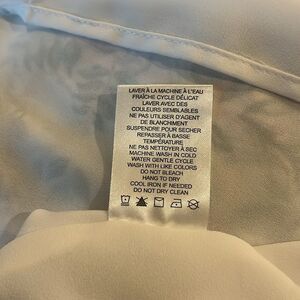 LAVER À LA MACHINE À L'EAU
FRAÎCHE CYCLE DÉLICAT
LAVER AVEC DES
COULEURS SEMBLABLES
NE PAS UTILISER D'AGENT
DE BLANCHIMENT
SUSPENDRE POUR SECHER
REPASSER À BASSE
TEMPÉRATURE
NE PAS NETTOYER À SEC
MACHINE WASH IN COLD
WATER GENTLE CYCLE
WASH WITH LIKE COLORS
DO NOT BLEACH
HANG TO DRY
COOL IRON IF NEEDED
DO NOT DRY CLEAN